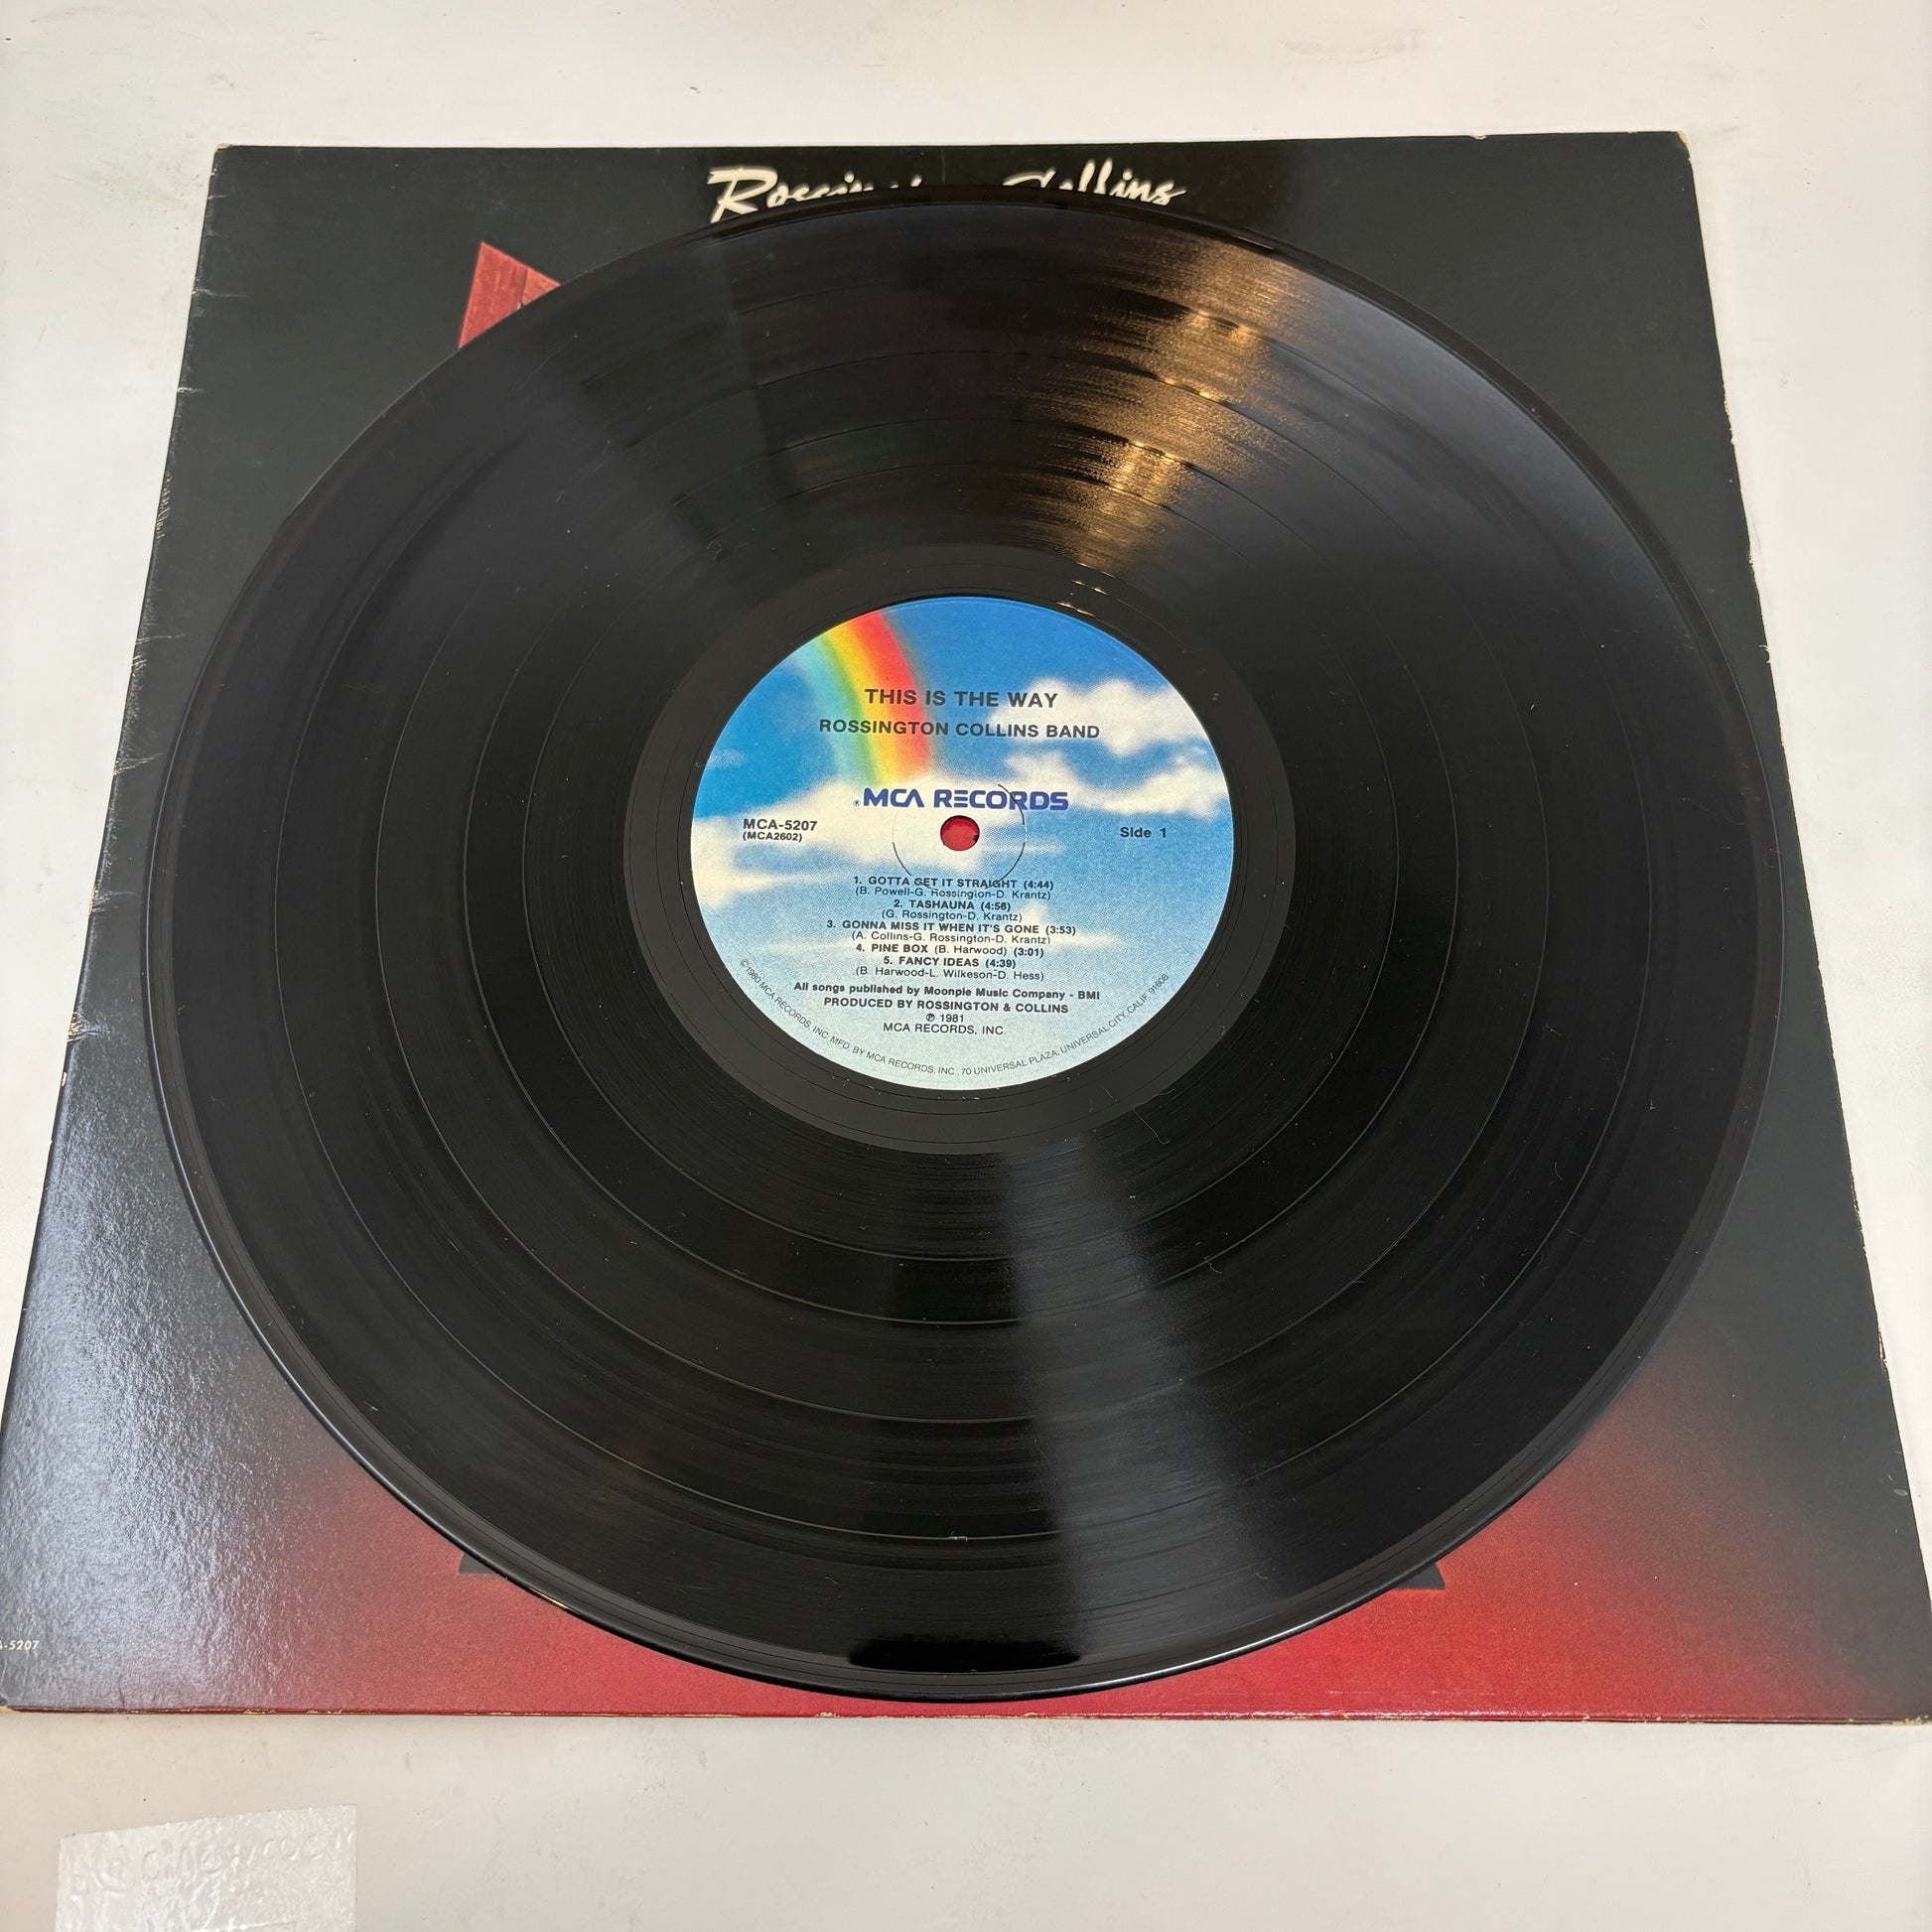 Collins
THIS IS THE WAY
ROSSINGTON COLLINS BAND
®MCA RECORDS
MCA-5207
(MCA2602)
Side 1
1. GOTTA GET IT STRAIGHT (4:44)
(B. Powell-G. Rossington-D. Krantz)
2. TASHAUNA (4:56)
(G. Rossington-D. Krantz)
3. GONNA MISS IT WHEN IT'S GONE (3:53)
(A. Collins-G. Rossington-D. Krantz)
4. PINE BOX (B. Harwood) (3:01)
5. FANCY IDEAS (4:39)
(B. Harwood-L. Wilkeson-D. Hess)
All songs published by Moonpie Music Company - BMI
PRODUCED BY ROSSINGTON & COLLINS
℗ 1981
MCA RECORDS, INC.
©1980 MCA RECORDS, INC. MFD. BY MCA RECORDS, INC., 70 UNIVERSAL PLAZA, UNIVERSAL CITY, CALIF. 91608
A-5207